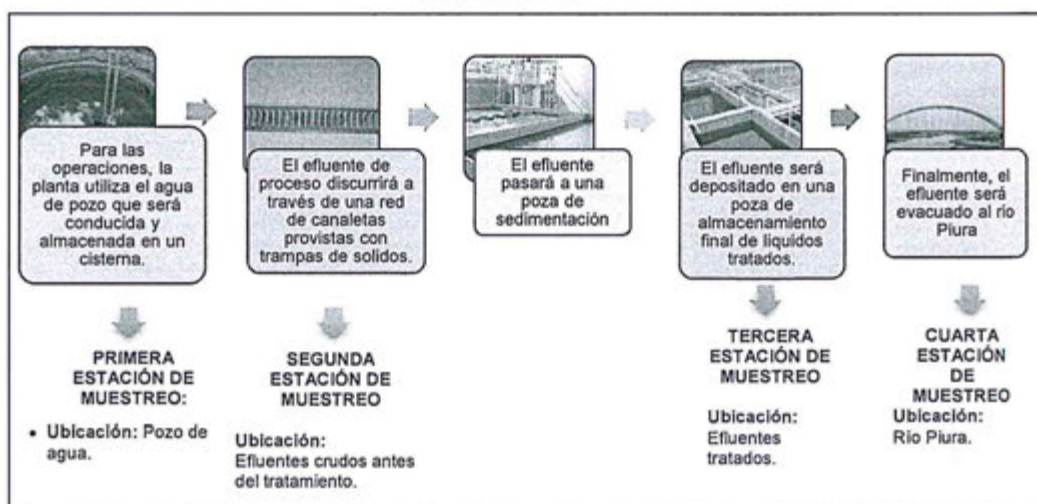 Para las
operaciones, la
planta utiliza el agua
de pozo que será
conducida y
almacenada en un
cisterna.
El efluente de
proceso discurrirá a
través de una red
de canaletas
provistas con
trampas de solidos.
El efluente
pasará a una
poza de
sedimentación
El efluente será
depositado en una
poza de
almacenamiento
final de líquidos
tratados.
Finalmente, el
efluente será
evacuado al río
Piura
PRIMERA
ESTACIÓN DE
MUESTREO:
• Ubicación: Pozo de
agua.
SEGUNDA
ESTACIÓN DE
MUESTREO
Ubicación:
Efluentes crudos antes
del tratamiento.
TERCERA
ESTACIÓN DE
MUESTREO
Ubicación:
Efluentes
tratados.
CUARTA
ESTACIÓN
DE
MUESTREO
Ubicación:
Río Piura.